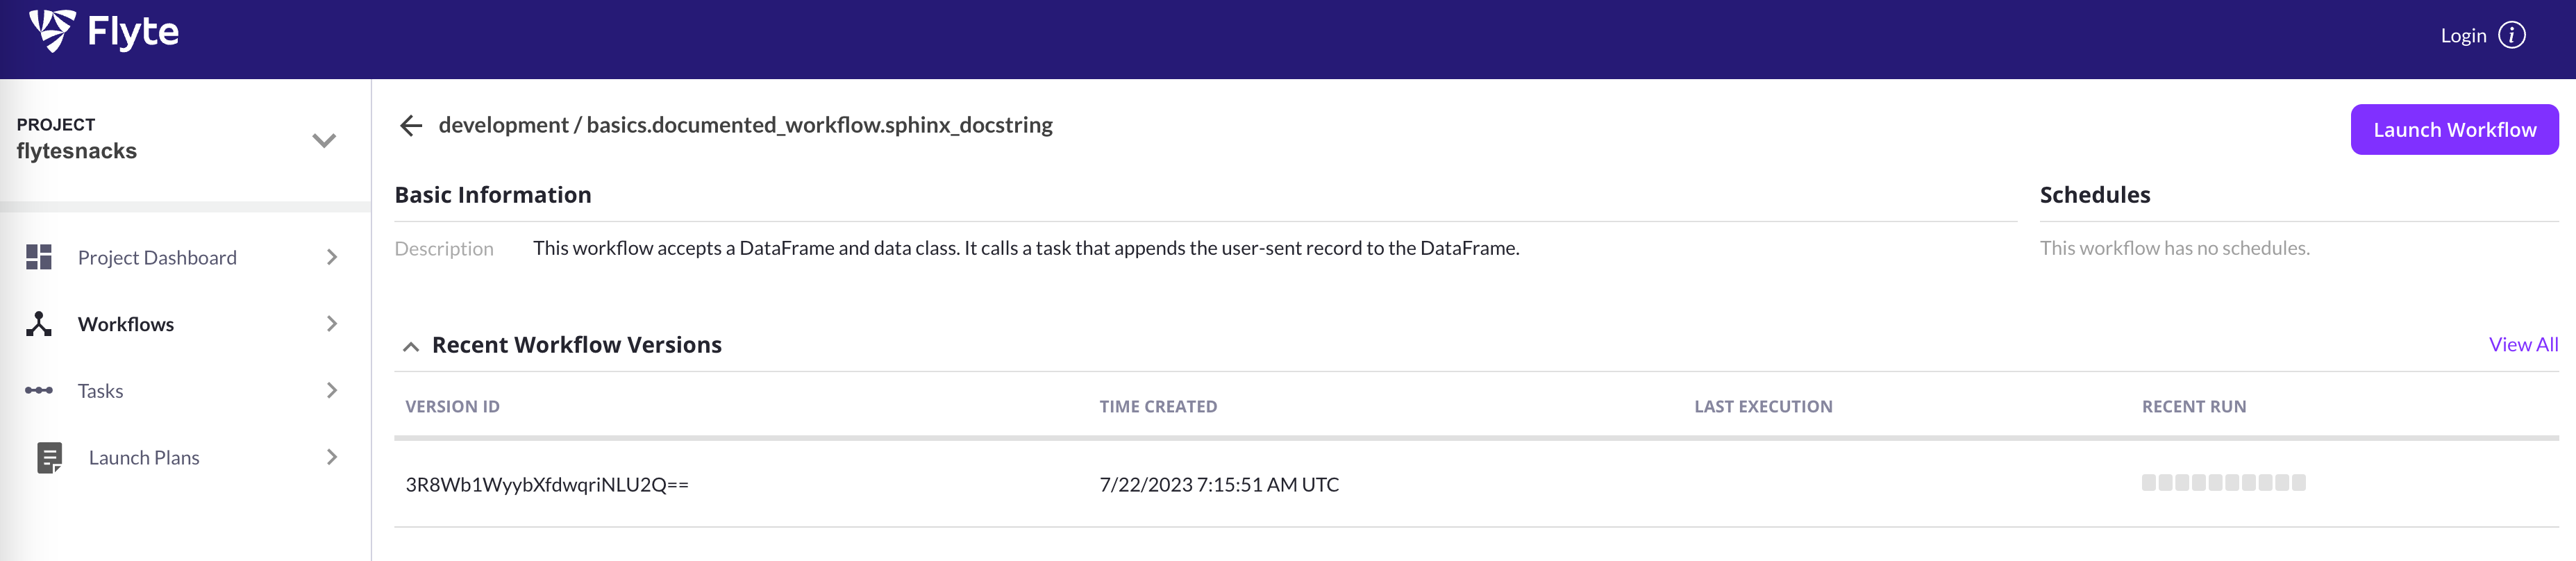 Flyte
Login
PROJECT
flytesnacks
Project Dashboard
Workflows
Tasks
Launch Plans
development / basics.documented_workflow.sphinx_docstring
Launch Workflow
Basic Information
Description This workflow accepts a DataFrame and data class. It calls a task that appends the user-sent record to the DataFrame.
Schedules
This workflow has no schedules.
Recent Workflow Versions
View All
VERSION ID TIME CREATED LAST EXECUTION RECENT RUN
3R8Wb1WyybXfdwqriNLU2Q== 7/22/2023 7:15:51 AM UTC